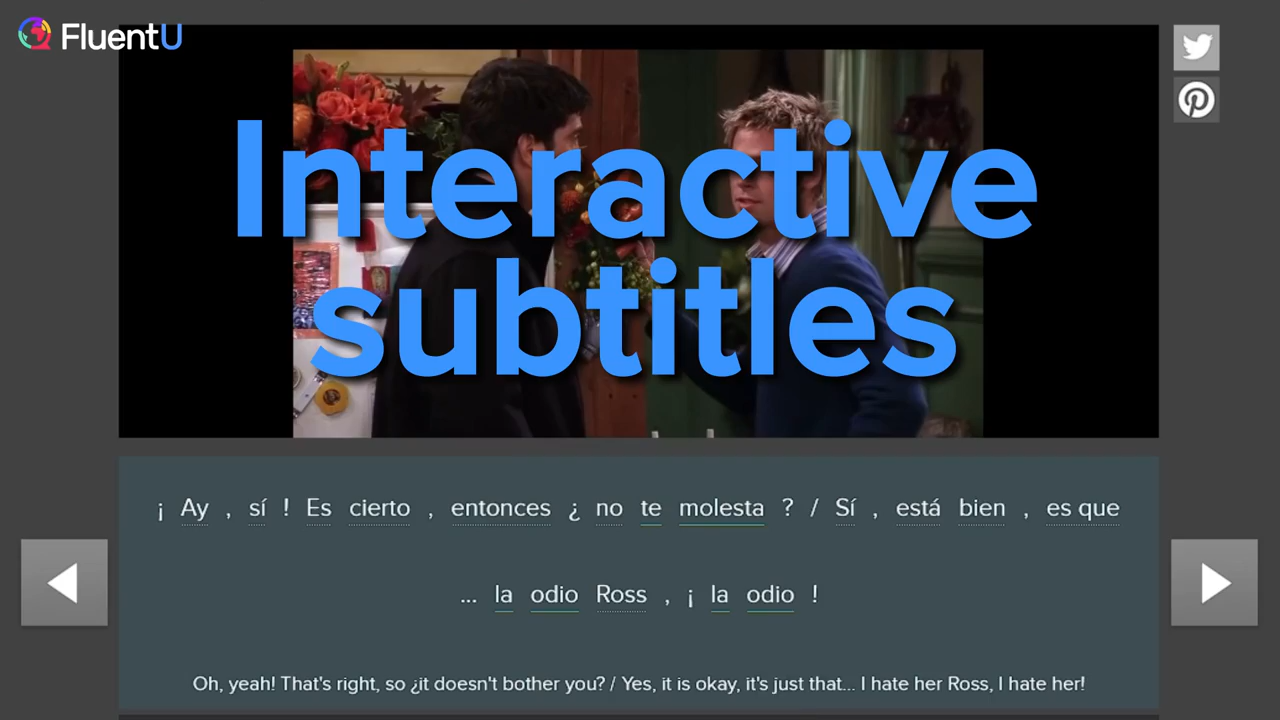 FluentU
Interactive
subtitles
¡ Ay , sí ! Es cierto , entonces ¿ no te molesta ? / Sí , está bien , es que
... la odio Ross , ¡ la odio !
Oh, yeah! That's right, so ¿it doesn't bother you? / Yes, it is okay, it's just that... I hate her Ross, I hate her!